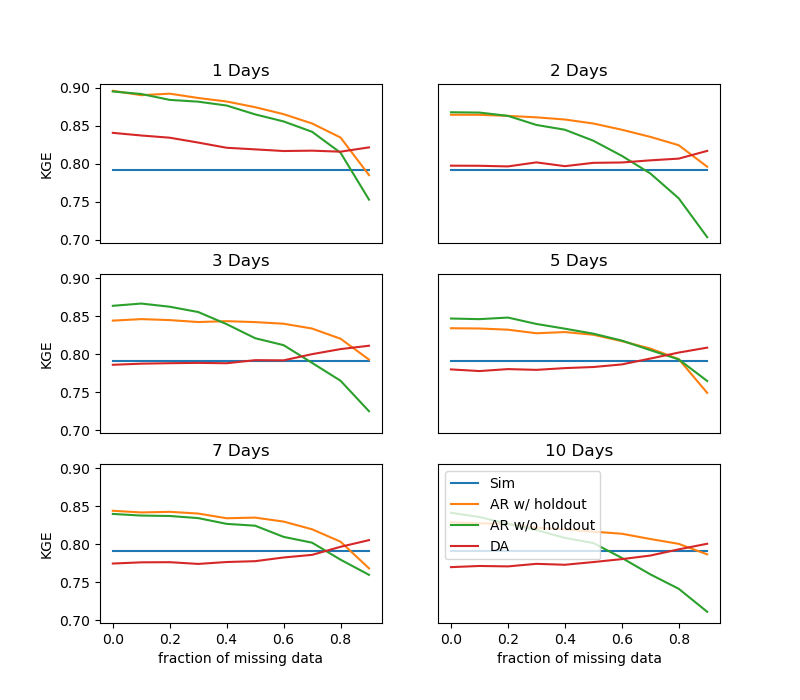 1 Days
2 Days
0.90
0.85
0.80
0.75
0.70
KGE
3 Days
5 Days
0.90
0.85
0.80
0.75
0.70
KGE
7 Days
10 Days
0.90
0.85
0.80
0.75
0.70
KGE
Sim
AR w/ holdout
AR w/o holdout
DA
0.0 0.2 0.4 0.6 0.8
0.0 0.2 0.4 0.6 0.8
fraction of missing data
fraction of missing data